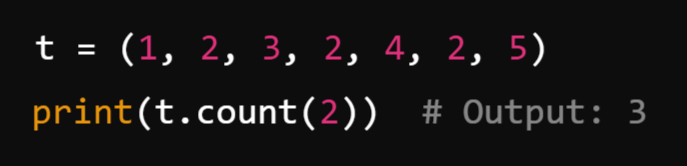 t = (1, 2, 3, 2, 4, 2, 5)
print(t.count(2))  # Output: 3